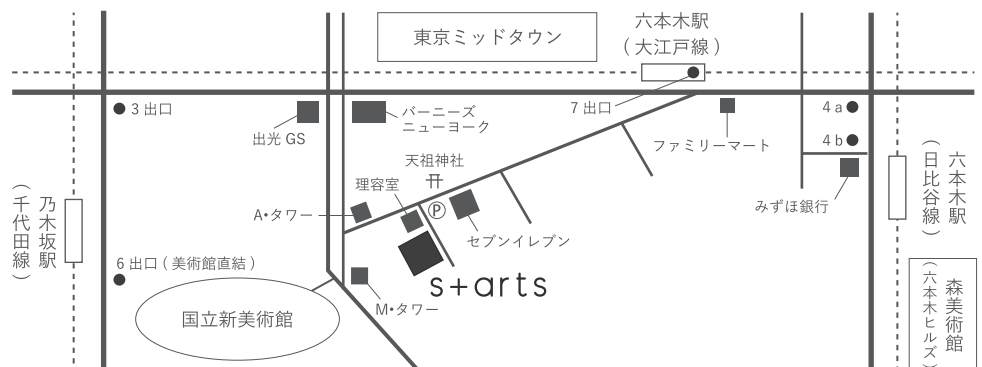 東京ミッドタウン
六本木駅
(大江戸線)
3 出口
出光 GS
バーニーズ
ニューヨーク
7 出口
ファミリーマート
4a
4b
みずほ銀行
六本木駅
(日比谷線)
天祖神社
理容室
A・タワー
P
セブンイレブン
乃木坂駅
(千代田線)
6 出口 (美術館直結)
国立新美術館
M・タワー
s+arts
森美術館
(六本木ヒルズ)